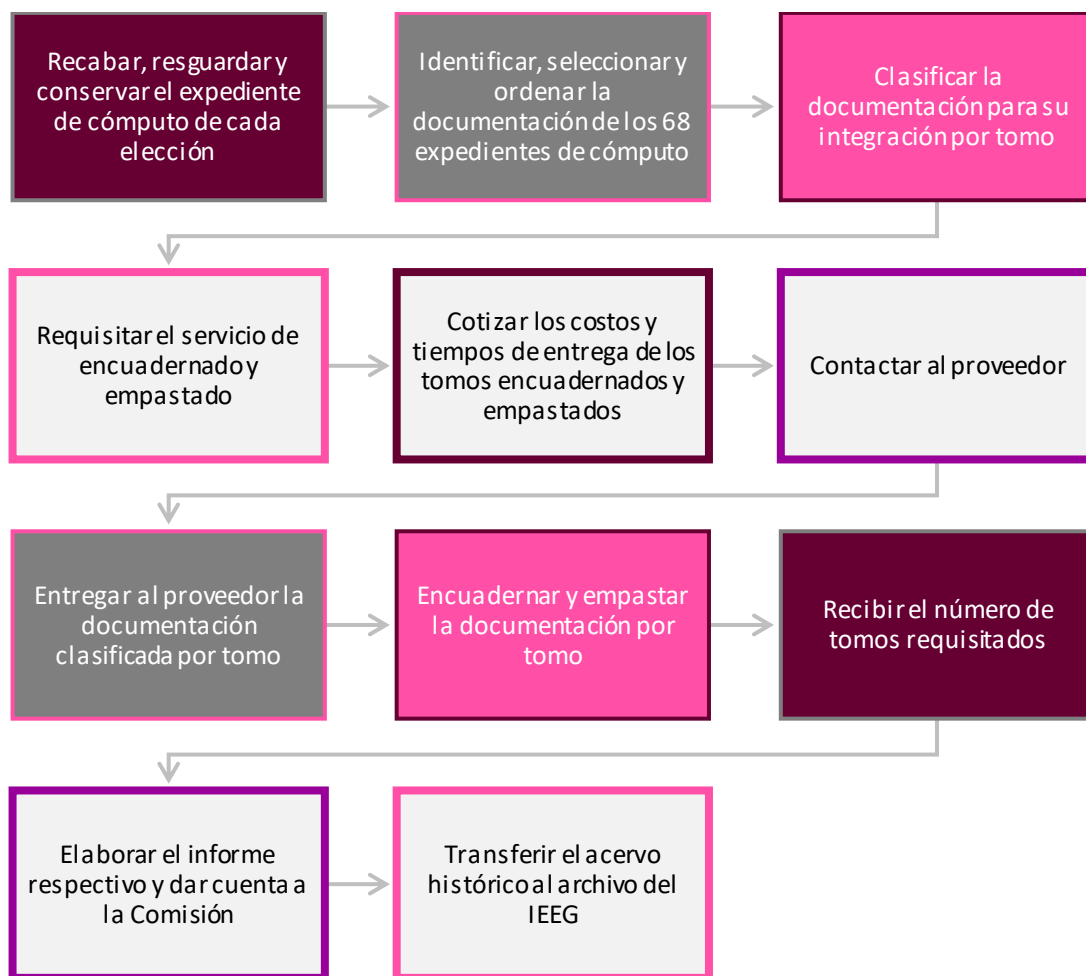 Recabar, resguardar y
conservar el expediente
de cómputo de cada
elección
Identificar, seleccionar y
ordenar la
documentación de los 68
expedientes de cómputo
Clasificar la
documentación para su
integración por tomo
Requisitar el servicio de
encuadernado y
empastado
Cotizar los costos y
tiempos de entrega de los
tomos encuadernados y
empastados
Contactar al proveedor
Entregar al proveedor la
documentación
clasificada por tomo
Encuadernar y empastar
la documentación por
tomo
Recibir el número de
tomos requisitados
Elaborar el informe
respectivo y dar cuenta a
la Comisión
Transferir el acervo
histórico al archivo del
IEEG